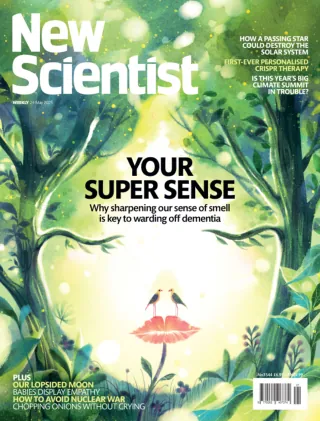 New
Scientist
WEEKLY 24 May 2025
HOW A PASSING STAR
COULD DESTROY THE
SOLAR SYSTEM
FIRST-EVER PERSONALISED
CRISPR THERAPY
IS THIS YEAR'S BIG
CLIMATE SUMMIT
IN TROUBLE?
YOUR
SUPER SENSE
Why sharpening our sense of smell
is key to warding off dementia
PLUS
OUR LOPSIDED MOON
BABIES DISPLAY EMPATHY
HOW TO AVOID NUCLEAR WAR
CHOPPING ONIONS WITHOUT CRYING